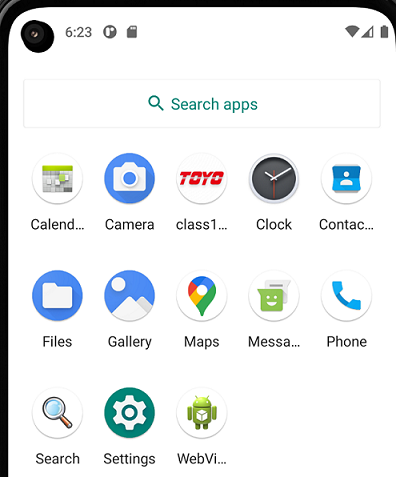 6:23
Search apps
TOYO
Calend... Camera class1... Clock Contac...
Files Gallery Maps Messa... Phone
Search Settings WebVi...